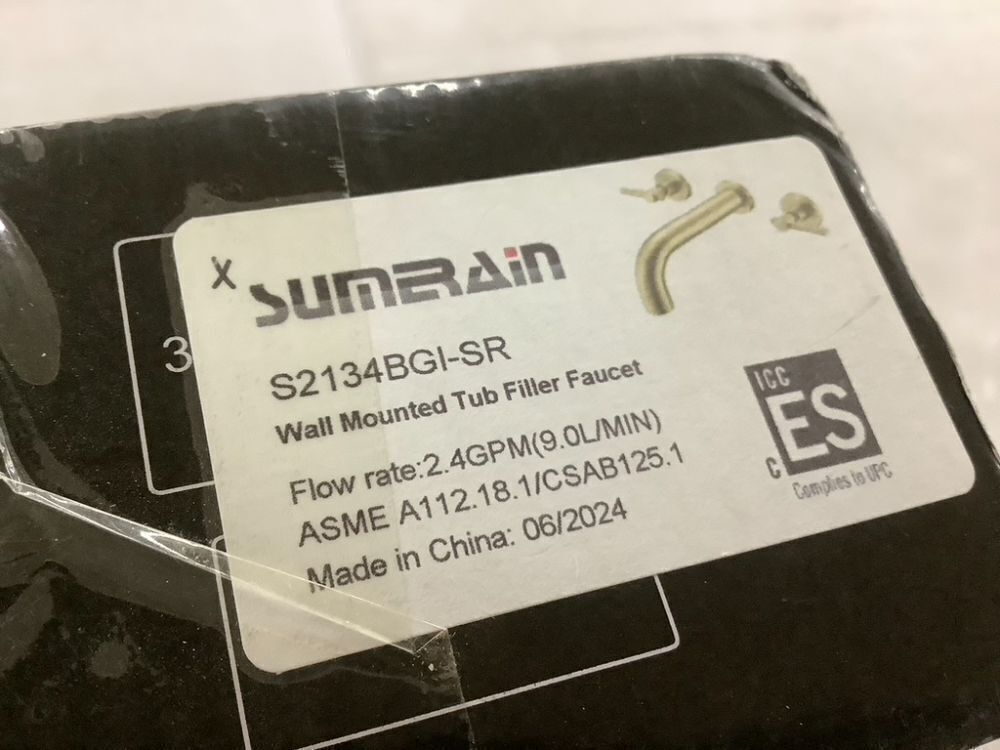 3
X
SUMERAIN
S2134BGI-SR
Wall Mounted Tub Filler Faucet
Flow rate:2.4GPM(9.0L/MIN)
ASME A112.18.1/CSAB125.1
Made in China: 06/2024
ICC
ES
C
Complies to UPC